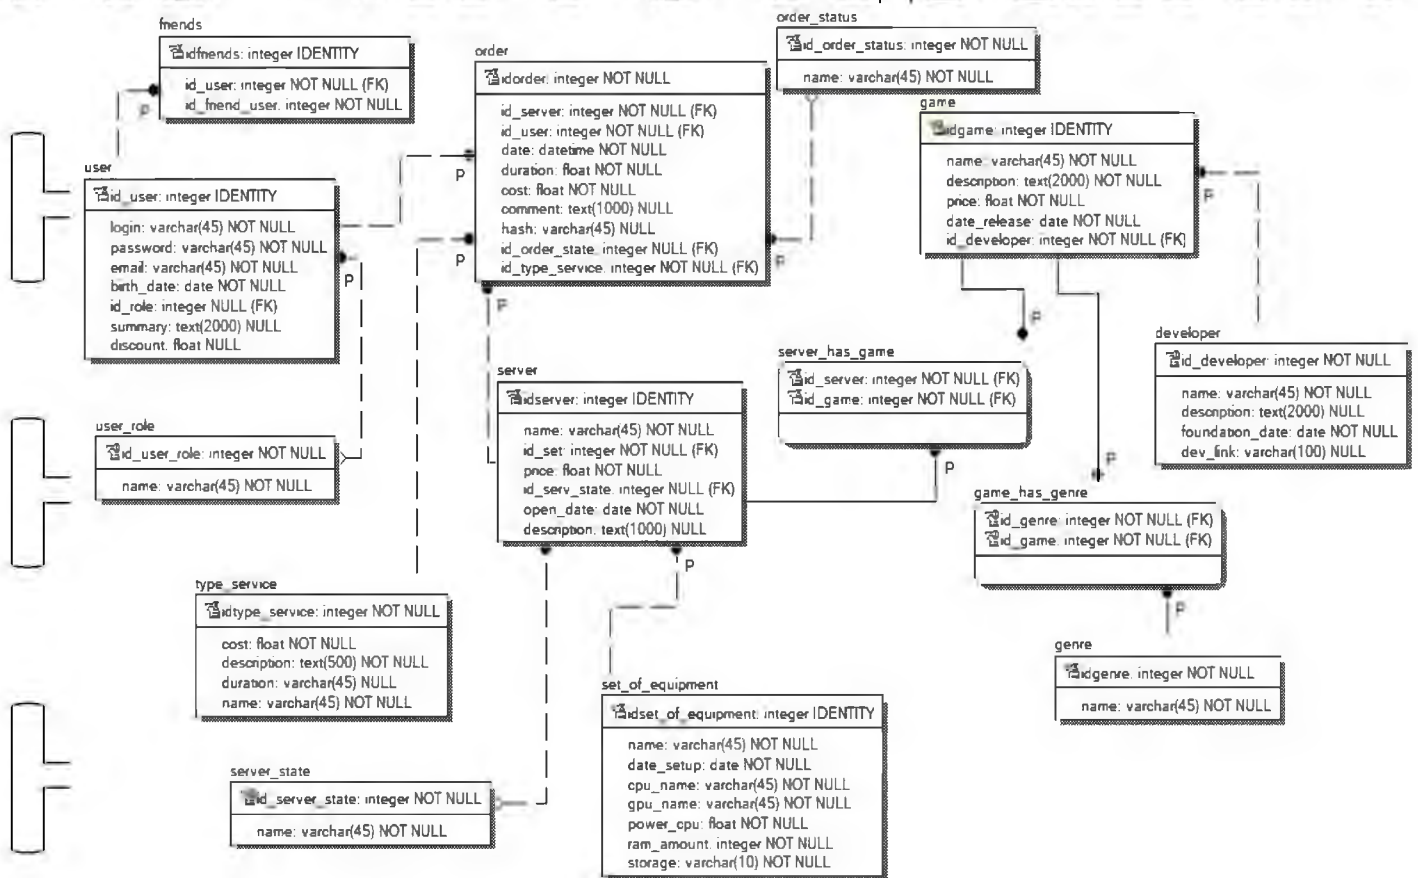 friends
idfriends: integer IDENTITY
id_user: integer NOT NULL (FK)
id_friend_user: integer NOT NULL
P
user
id_user: integer IDENTITY
login: varchar(45) NOT NULL
password: varchar(45) NOT NULL
email: varchar(45) NOT NULL
birth_date: date NOT NULL
id_role: integer NULL (FK)
summary: text(2000) NULL
discount: float NULL
P
user_role
id_user_role: integer NOT NULL
name: varchar(45) NOT NULL
order
idorder: integer NOT NULL
id_server: integer NOT NULL (FK)
id_user: integer NOT NULL (FK)
date: datetime NOT NULL
duration: float NOT NULL
cost: float NOT NULL
comment: text(1000) NULL
hash: varchar(45) NULL
id_order_state: integer NULL (FK)
id_type_service: integer NOT NULL (FK)
P
P
P
P
order_status
id_order_status: integer NOT NULL
name: varchar(45) NOT NULL
game
idgame: integer IDENTITY
name: varchar(45) NOT NULL
description: text(2000) NULL
price: float NOT NULL
date_release: date NOT NULL
id_developer: integer NOT NULL (FK)
P
P
developer
id_developer: integer NOT NULL
name: varchar(45) NOT NULL
description: text(2000) NULL
foundation_date: date NOT NULL
dev_link: varchar(100) NULL
server_has_game
id_server: integer NOT NULL (FK)
id_game: integer NOT NULL (FK)
P
server
idserver: integer IDENTITY
name: varchar(45) NOT NULL
id_set: integer NOT NULL (FK)
price: float NOT NULL
id_serv_state: integer NULL (FK)
open_date: date NOT NULL
description: text(1000) NULL
P
P
game_has_genre
id_genre: integer NOT NULL (FK)
id_game: integer NOT NULL (FK)
P
genre
idgenre: integer NOT NULL
name: varchar(45) NOT NULL
type_service
idtype_service: integer NOT NULL
cost: float NOT NULL
description: text(500) NOT NULL
duration: varchar(45) NULL
name: varchar(45) NOT NULL
set_of_equipment
idset_of_equipment: integer IDENTITY
name: varchar(45) NOT NULL
date_setup: date NOT NULL
cpu_name: varchar(45) NOT NULL
gpu_name: varchar(45) NOT NULL
power_cpu: float NOT NULL
ram_amount: integer NOT NULL
storage: varchar(10) NOT NULL
server_state
id_server_state: integer NOT NULL
name: varchar(45) NOT NULL